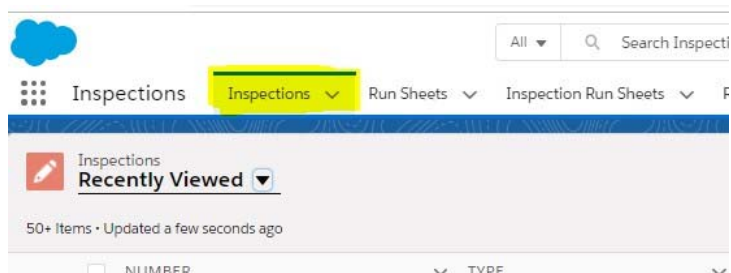 All Search Inspecti
Inspections Inspections Run Sheets Inspection Run Sheets
Inspections
Recently Viewed
50+ Items • Updated a few seconds ago
NUMBER TYPE